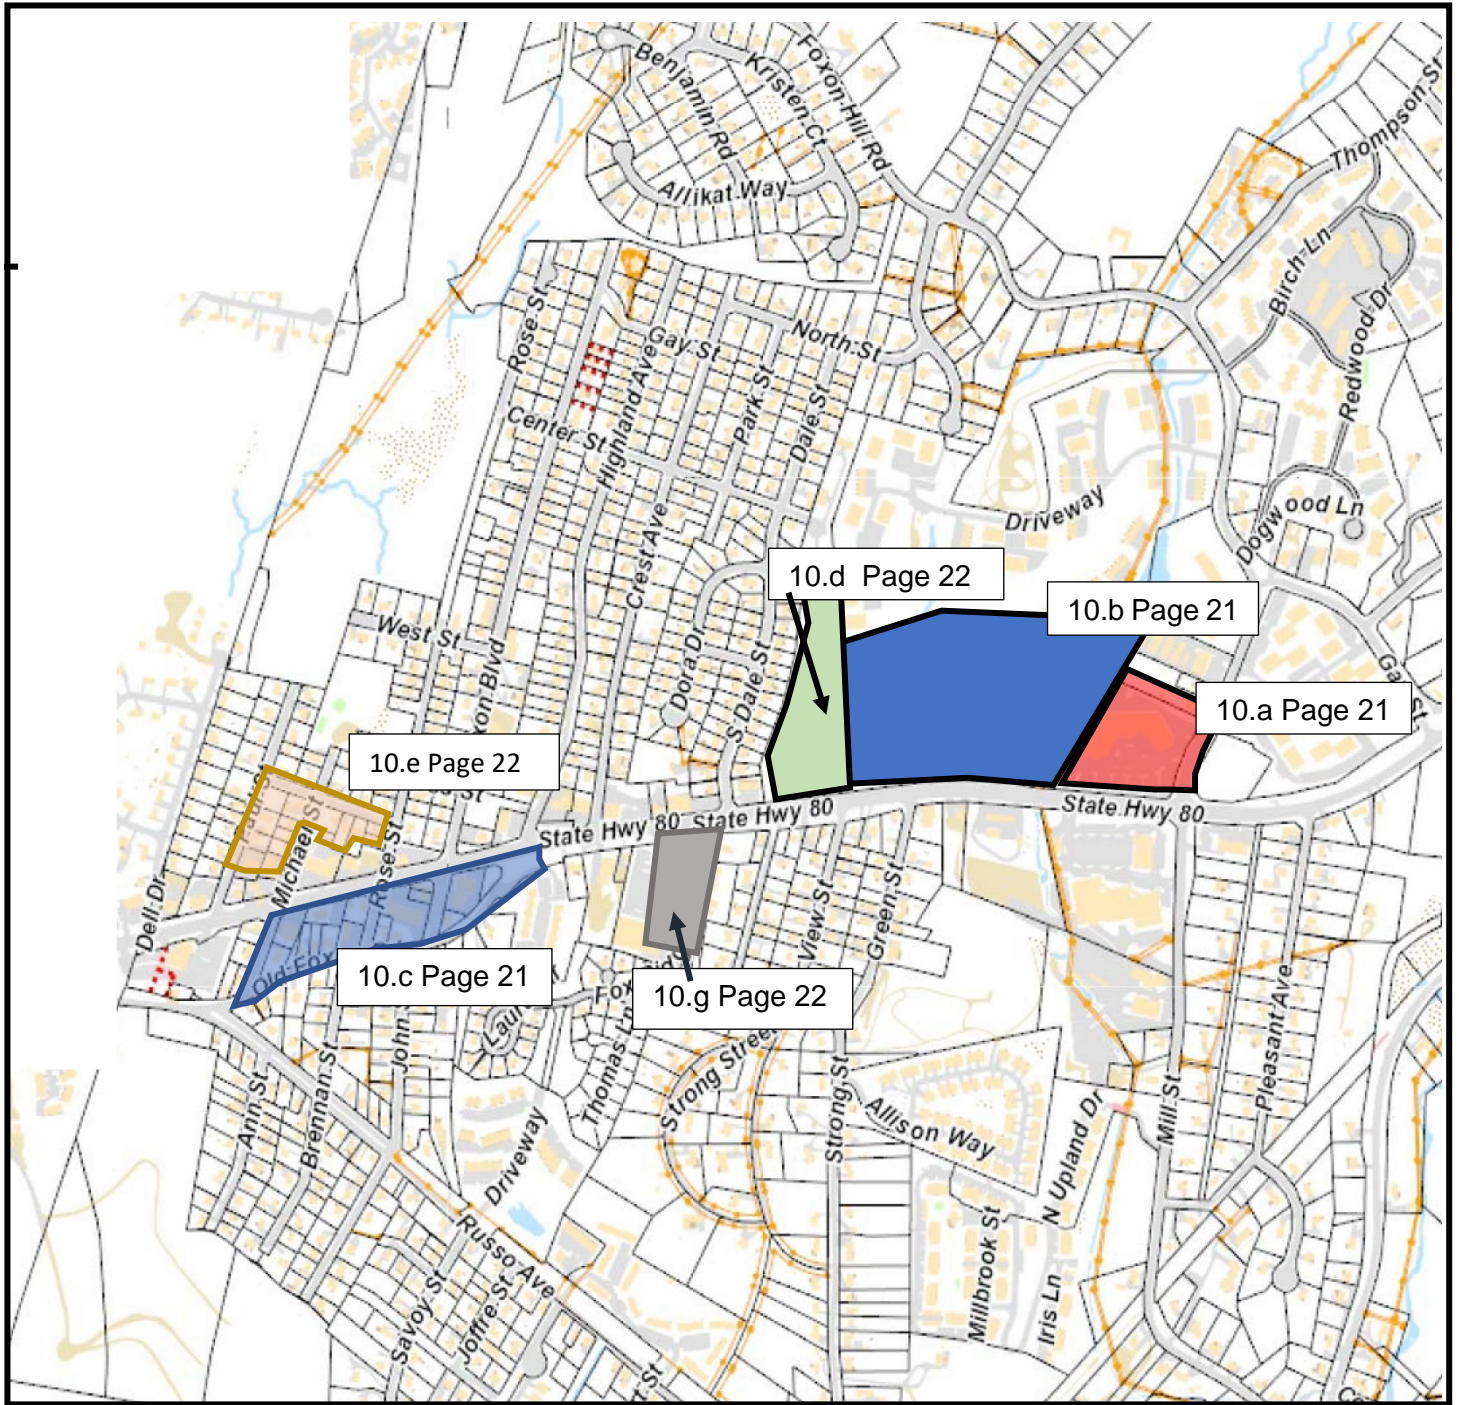 Benjamin Rd
Kristen Ct
Foxon Hill Rd
Allikat Way
Thompson St
Birch Ln
Redwood Dr
Rose St
Gay St
North St
Highland Ave
Park St
Dale St
Center St
Crest Ave
Driveway
Dogwood Ln
10.d Page 22
10.b Page 21
West St
Dora Dr
S Dale St
10.a Page 21
10.e Page 22
State Hwy 80
State Hwy 80
State Hwy 80
Michael St
Rose St
Dell Dr
View St
Green St
10.c Page 21
10.g Page 22
Thomas Ln
Strong Street
Strong St
Allison Way
Ann St
Brennan St
Driveway
N Upland Dr
Mill St
Pleasant Ave
Russo Ave
Savoy St
Joffre St
Millbrook St
Iris Ln